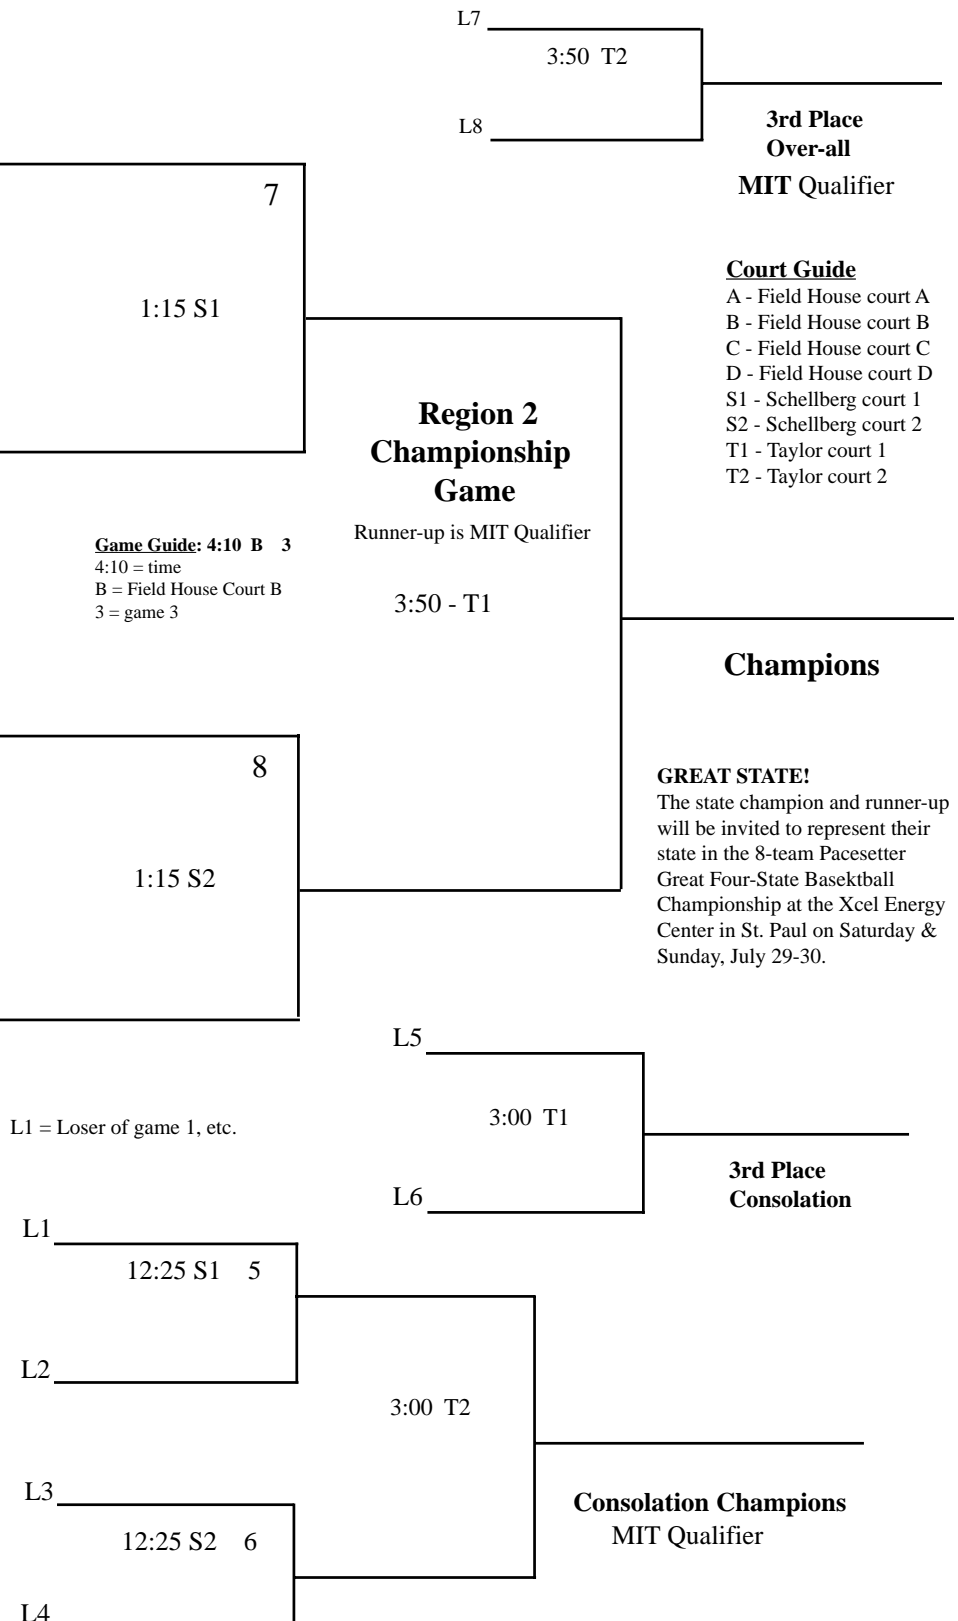 L7
3:50 T2
L8
3rd Place
Over-all
MIT Qualifier
7
1:15 S1
Court Guide
A - Field House court A
B - Field House court B
C - Field House court C
D - Field House court D
S1 - Schellberg court 1
S2 - Schellberg court 2
T1 - Taylor court 1
T2 - Taylor court 2
Region 2
Championship
Game
Runner-up is MIT Qualifier
3:50 - T1
Game Guide: 4:10 B 3
4:10 = time
B = Field House Court B
3 = game 3
Champions
8
1:15 S2
GREAT STATE!
The state champion and runner-up
will be invited to represent their
state in the 8-team Pacesetter
Great Four-State Basektball
Championship at the Xcel Energy
Center in St. Paul on Saturday &
Sunday, July 29-30.
L5
3:00 T1
L6
3rd Place
Consolation
L1 = Loser of game 1, etc.
L1
12:25 S1 5
L2
3:00 T2
L3
12:25 S2 6
L4
Consolation Champions
MIT Qualifier